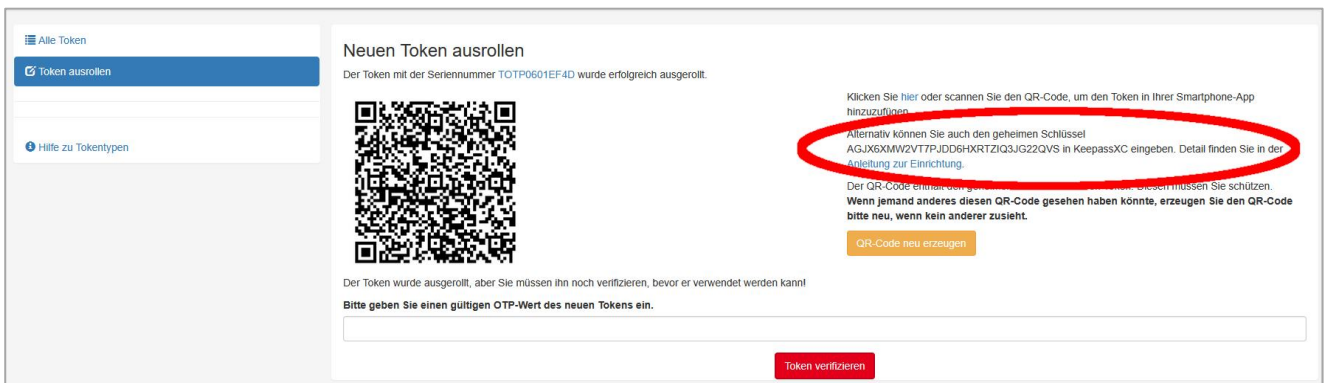 Alle Token
Token ausrollen
Hilfe zu Tokentypen
Neuen Token ausrollen
Der Token mit der Seriennummer TOTP0601EF4D wurde erfolgreich ausgerollt.
Klicken Sie hier oder scannen Sie den QR-Code, um den Token in Ihrer Smartphone-App
hinzuzufügen.
Alternativ können Sie auch den geheimen Schlüssel
AGJX6XMW2VT7PJDD6HXRTZIQ3JG22QVS in KeepassXC eingeben. Detail finden Sie in der
Anleitung zur Einrichtung.
Der QR-Code enthält den Diesen müssen Sie schützen.
Wenn jemand anderes diesen QR-Code gesehen haben könnte, erzeugen Sie den QR-Code
bitte neu, wenn kein anderer zusieht.
QR-Code neu erzeugen
Der Token wurde ausgerollt, aber Sie müssen ihn noch verifizieren, bevor er verwendet werden kann!
Bitte geben Sie einen gültigen OTP-Wert des neuen Tokens ein.
Token verifizieren